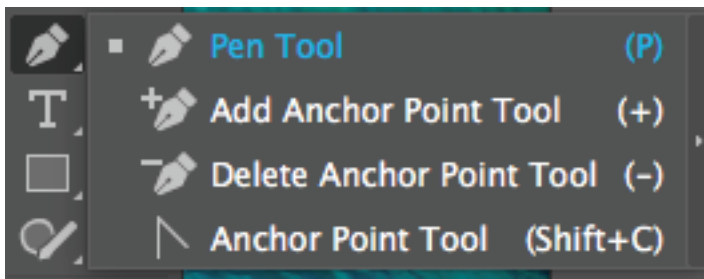 Pen Tool (P)
T
Add Anchor Point Tool (+)
Delete Anchor Point Tool (-)
Anchor Point Tool (Shift+C)